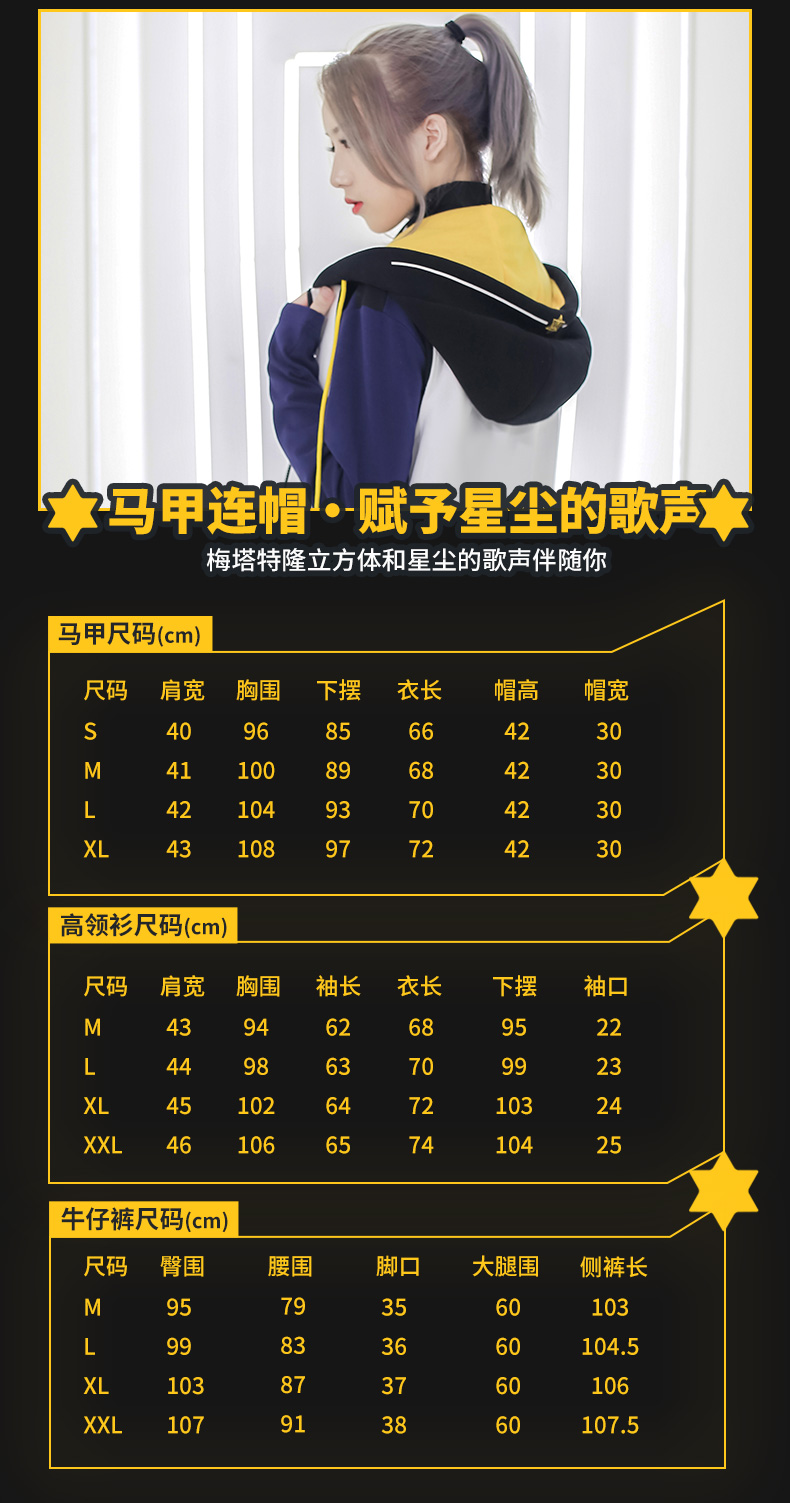 马甲连帽·赋予星尘的歌声
梅塔特隆立方体和星尘的歌声伴随你
马甲尺码(cm)
尺码 肩宽 胸围 下摆 衣长 帽高 帽宽
S 40 96 85 66 42 30
M 41 100 89 68 42 30
L 42 104 93 70 42 30
XL 43 108 97 72 42 30
高领衫尺码(cm)
尺码 肩宽 胸围 袖长 衣长 下摆 袖口
M 43 94 62 68 95 22
L 44 98 63 70 99 23
XL 45 102 64 72 103 24
XXL 46 106 65 74 104 25
牛仔裤尺码(cm)
尺码 臀围 腰围 脚口 大腿围 侧裤长
M 95 79 35 60 103
L 99 83 36 60 104.5
XL 103 87 37 60 106
XXL 107 91 38 60 107.5